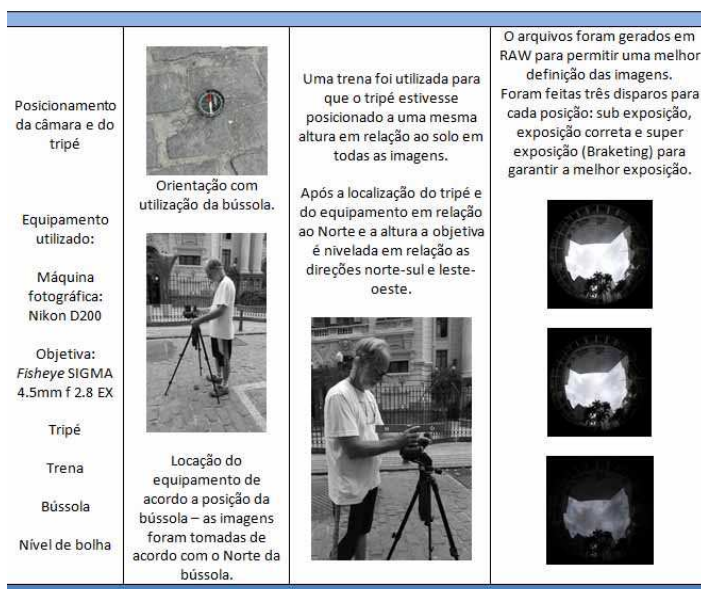 Posicionamento
da câmara e do
tripé
Equipamento
utilizado:
Máquina
fotográfica:
Nikon D200
Objetiva:
Fisheye SIGMA
4.5mm f 2.8 EX
Tripé
Trena
Bússola
Nível de bolha
Orientação com
utilização da bússola.
Locação do
equipamento de
acordo a posição da
bússola – as imagens
foram tomadas de
acordo com o Norte da
bússola.
Uma trena foi utilizada para
que o tripé estivesse
posicionado a uma mesma
altura em relação ao solo em
todas as imagens.
Após a localização do tripé e
do equipamento em relação
ao Norte e a altura a objetiva
é nivelada em relação as
direções norte-sul e leste-
oeste.
O arquivos foram gerados em
RAW para permitir uma melhor
definição das imagens.
Foram feitas três disparos para
cada posição: sub exposição,
exposição correta e super
exposição (Braketing) para
garantir a melhor exposição.